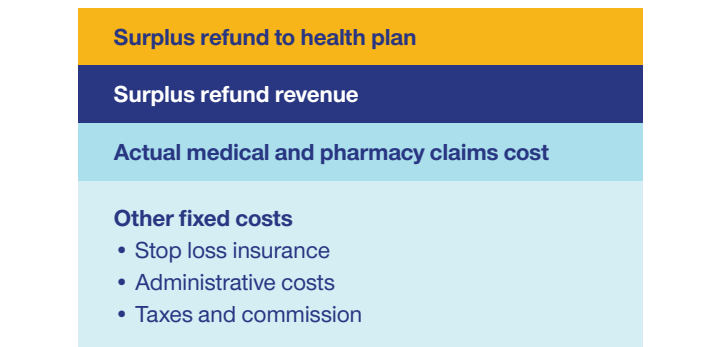 Surplus refund to health plan
Surplus refund revenue
Actual medical and pharmacy claims cost
Other fixed costs
• Stop loss insurance
• Administrative costs
• Taxes and commission